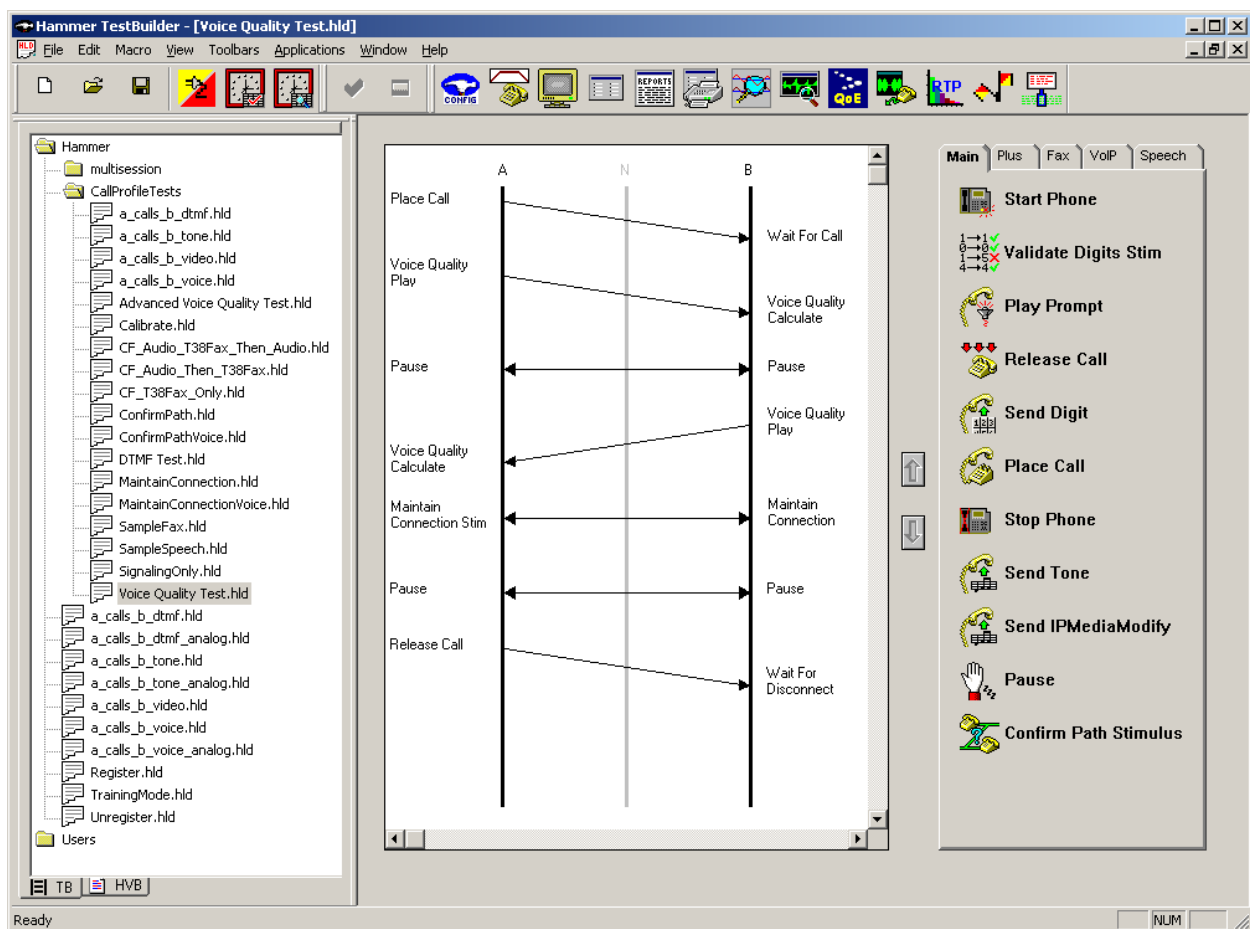 Hammer TestBuilder - [Voice Quality Test.hld]
File Edit Macro View Toolbars Applications Window Help
CONFIG
REPORTS
QoE
RTP
Hammer
multisession
CallProfileTests
a_calls_b_dtmf.hld
a_calls_b_tone.hld
a_calls_b_video.hld
a_calls_b_voice.hld
Advanced Voice Quality Test.hld
Calibrate.hld
CF_Audio_T38Fax_Then_Audio.hld
CF_Audio_Then_T38Fax.hld
CF_T38Fax_Only.hld
ConfirmPath.hld
ConfirmPathVoice.hld
DTMF Test.hld
MaintainConnection.hld
MaintainConnectionVoice.hld
SampleFax.hld
SampleSpeech.hld
SignalingOnly.hld
Voice Quality Test.hld
a_calls_b_dtmf.hld
a_calls_b_dtmf_analog.hld
a_calls_b_tone.hld
a_calls_b_tone_analog.hld
a_calls_b_video.hld
a_calls_b_voice.hld
a_calls_b_voice_analog.hld
Register.hld
TrainingMode.hld
Unregister.hld
Users
TB HVB
A N B
Place Call
Wait For Call
Voice Quality
Play
Voice Quality
Calculate
Pause
Pause
Voice Quality
Play
Voice Quality
Calculate
Maintain
Connection Stim
Maintain
Connection
Pause
Pause
Release Call
Wait For
Disconnect
Main Plus Fax VoIP Speech
Start Phone
Validate Digits Stim
Play Prompt
Release Call
Send Digit
Place Call
Stop Phone
Send Tone
Send IPMediaModify
Pause
Confirm Path Stimulus
Ready
NUM